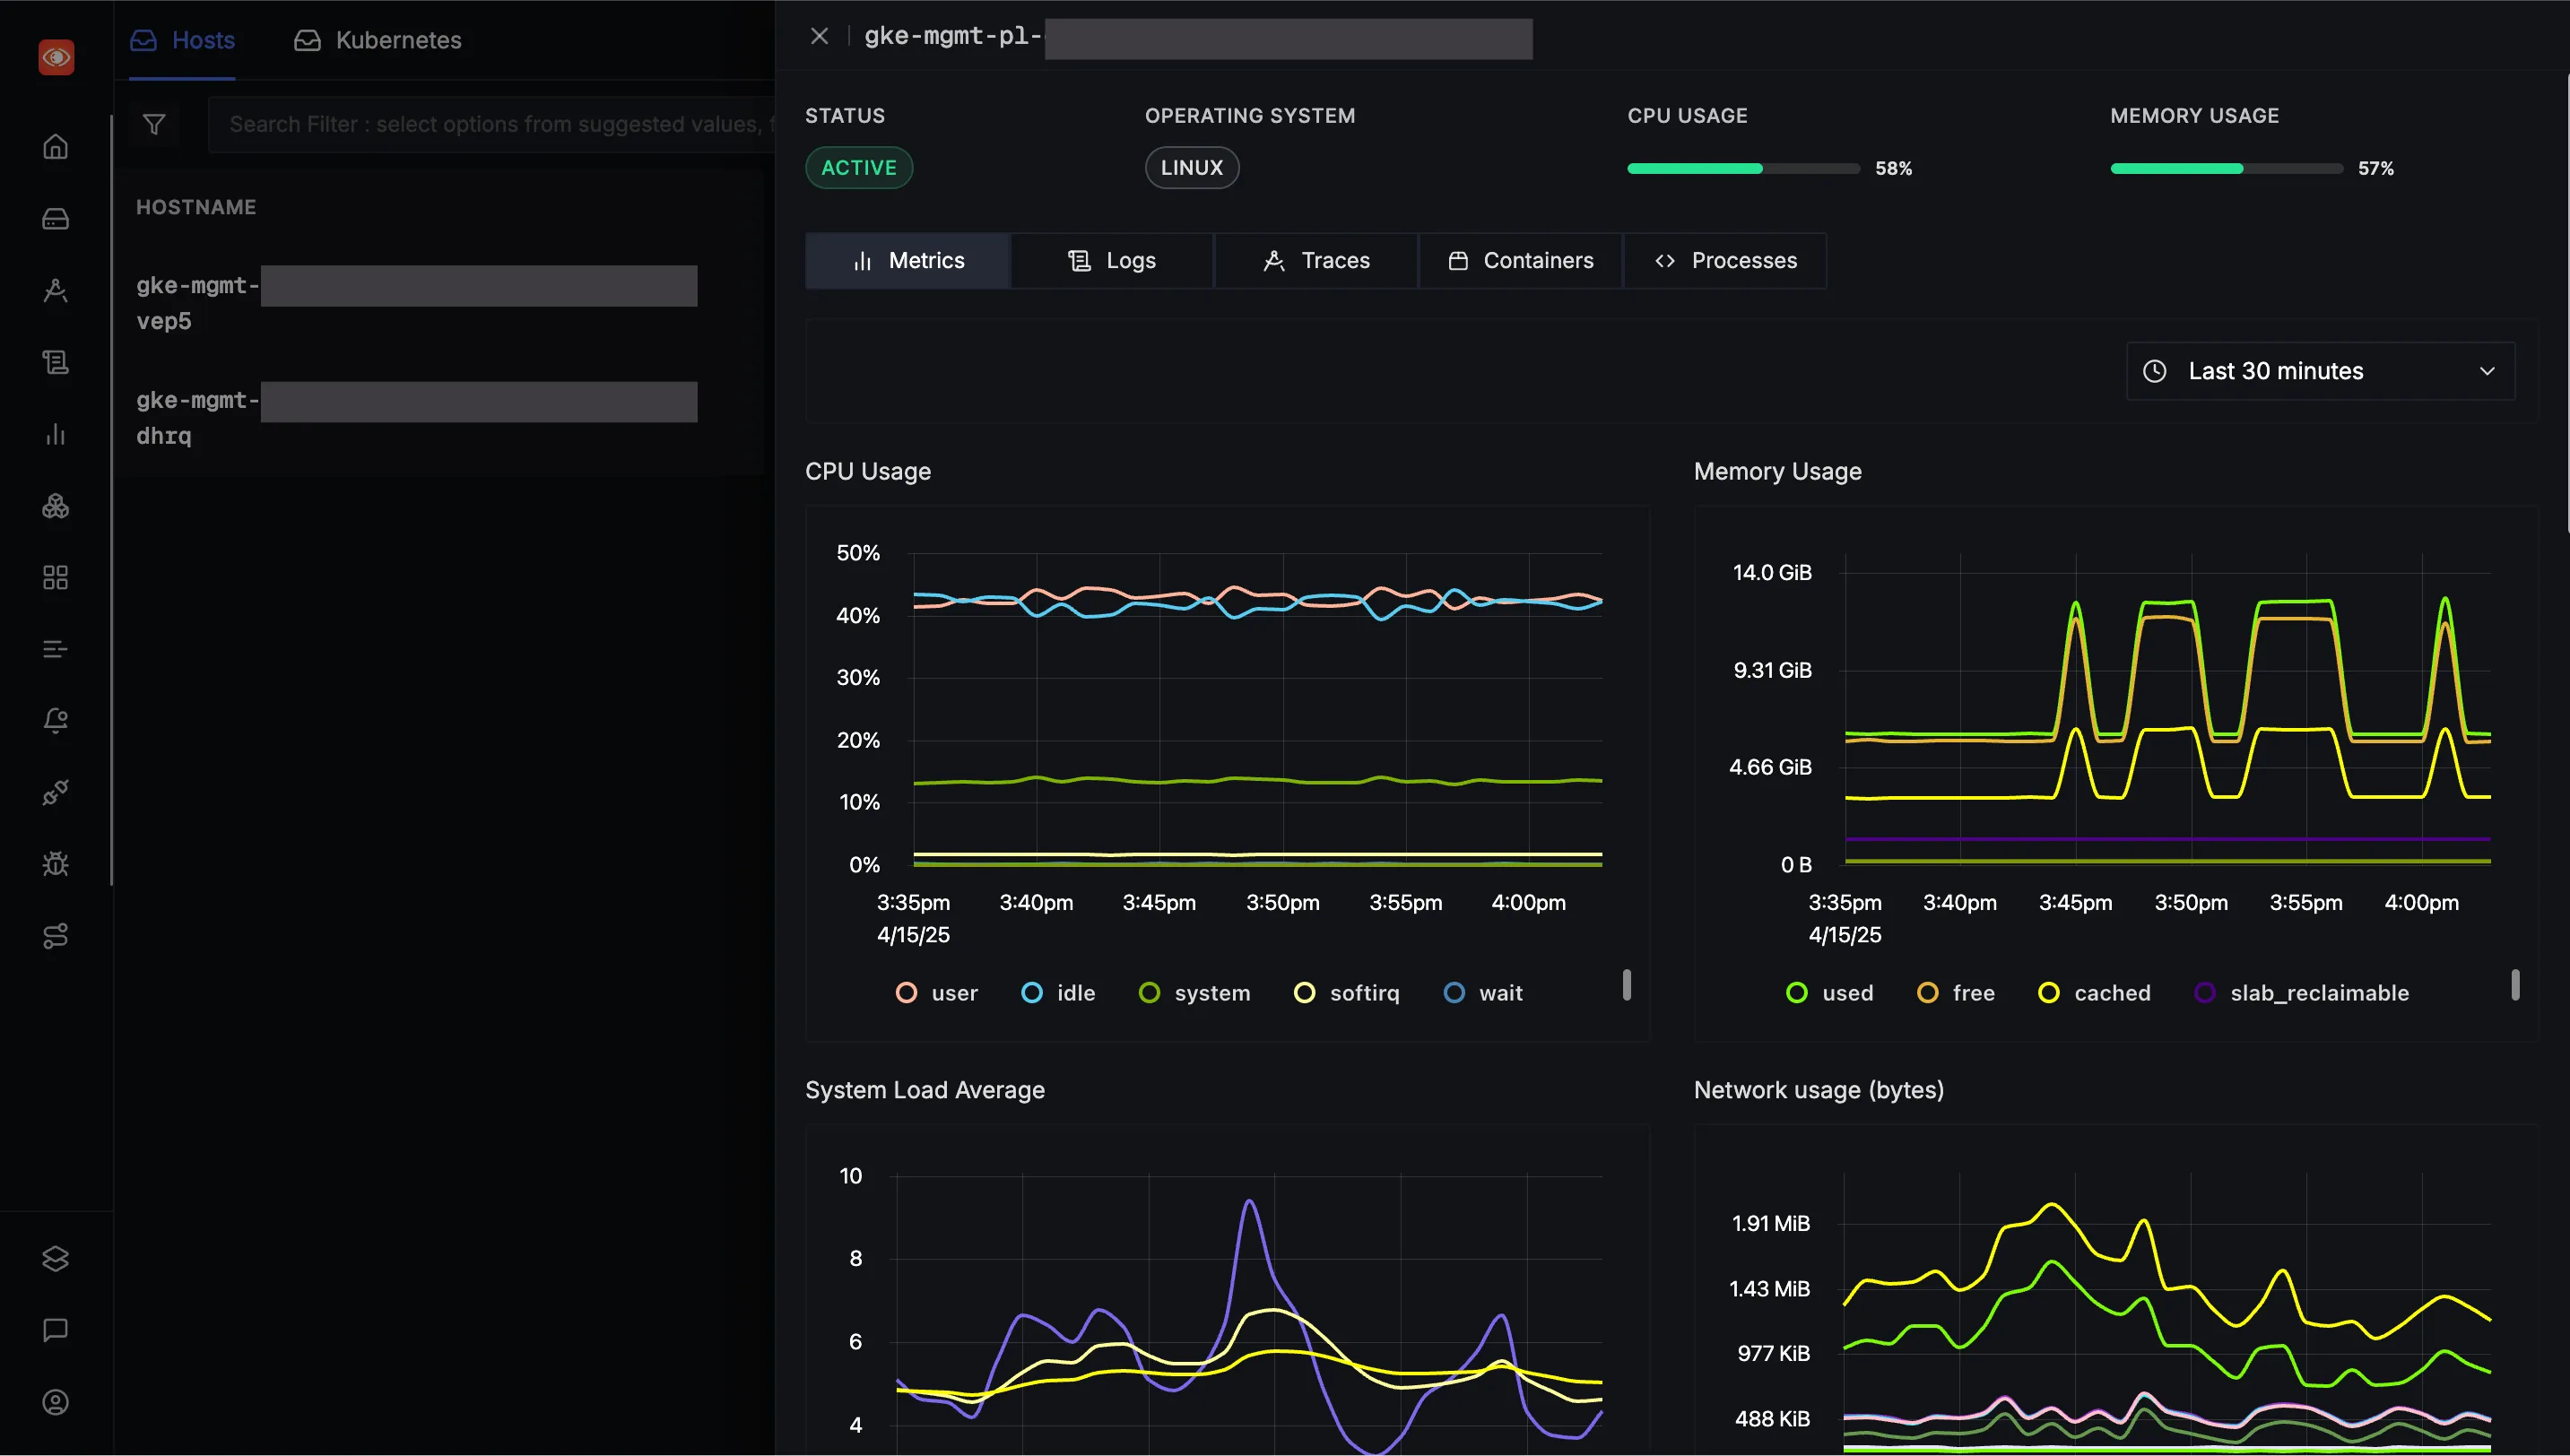 Hosts
Kubernetes
Search Filter : select options from suggested values, f
HOSTNAME
gke-mgmt-
vep5
gke-mgmt-
dhrq
gke-mgmt-pl-
STATUS
OPERATING SYSTEM
CPU USAGE
MEMORY USAGE
ACTIVE
LINUX
58%
57%
Metrics
Logs
Traces
Containers
Processes
Last 30 minutes
CPU Usage
50%
40%
30%
20%
10%
0%
3:35pm 3:40pm 3:45pm 3:50pm 3:55pm 4:00pm
4/15/25
user idle system softirq wait
Memory Usage
14.0 GiB
9.31 GiB
4.66 GiB
0 B
3:35pm 3:40pm 3:45pm 3:50pm 3:55pm 4:00pm
4/15/25
used free cached slab_reclaimable
System Load Average
10
8
6
4
Network usage (bytes)
1.91 MiB
1.43 MiB
977 KiB
488 KiB